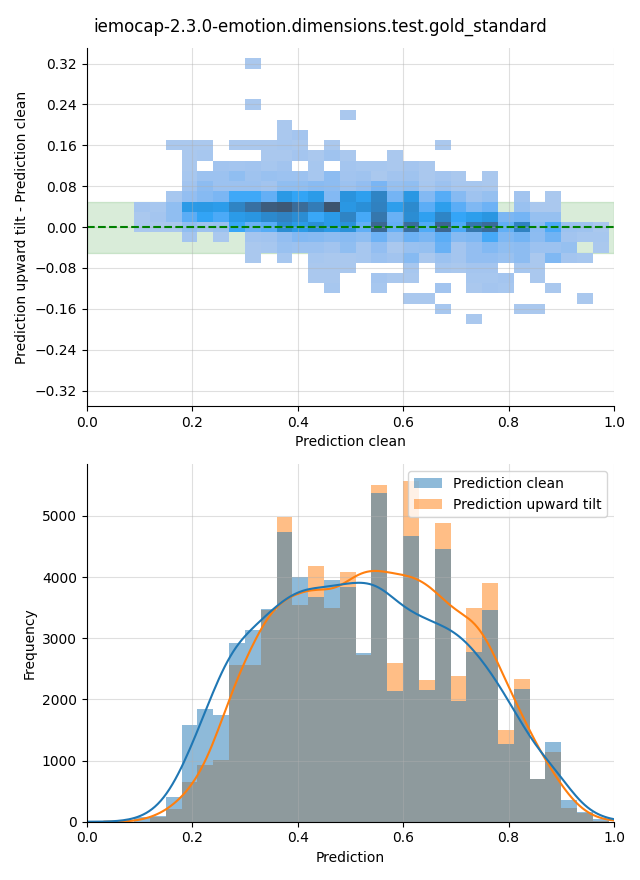 iemocap-2.3.0-emotion.dimensions.test.gold_standard
Prediction upward tilt - Prediction clean
0.32
0.24
0.16
0.08
0.00
−0.08
−0.16
−0.24
−0.32
0.0 0.2 0.4 0.6 0.8 1.0
Prediction clean
Frequency
5000
4000
3000
2000
1000
0
Prediction clean
Prediction upward tilt
0.0 0.2 0.4 0.6 0.8 1.0
Prediction